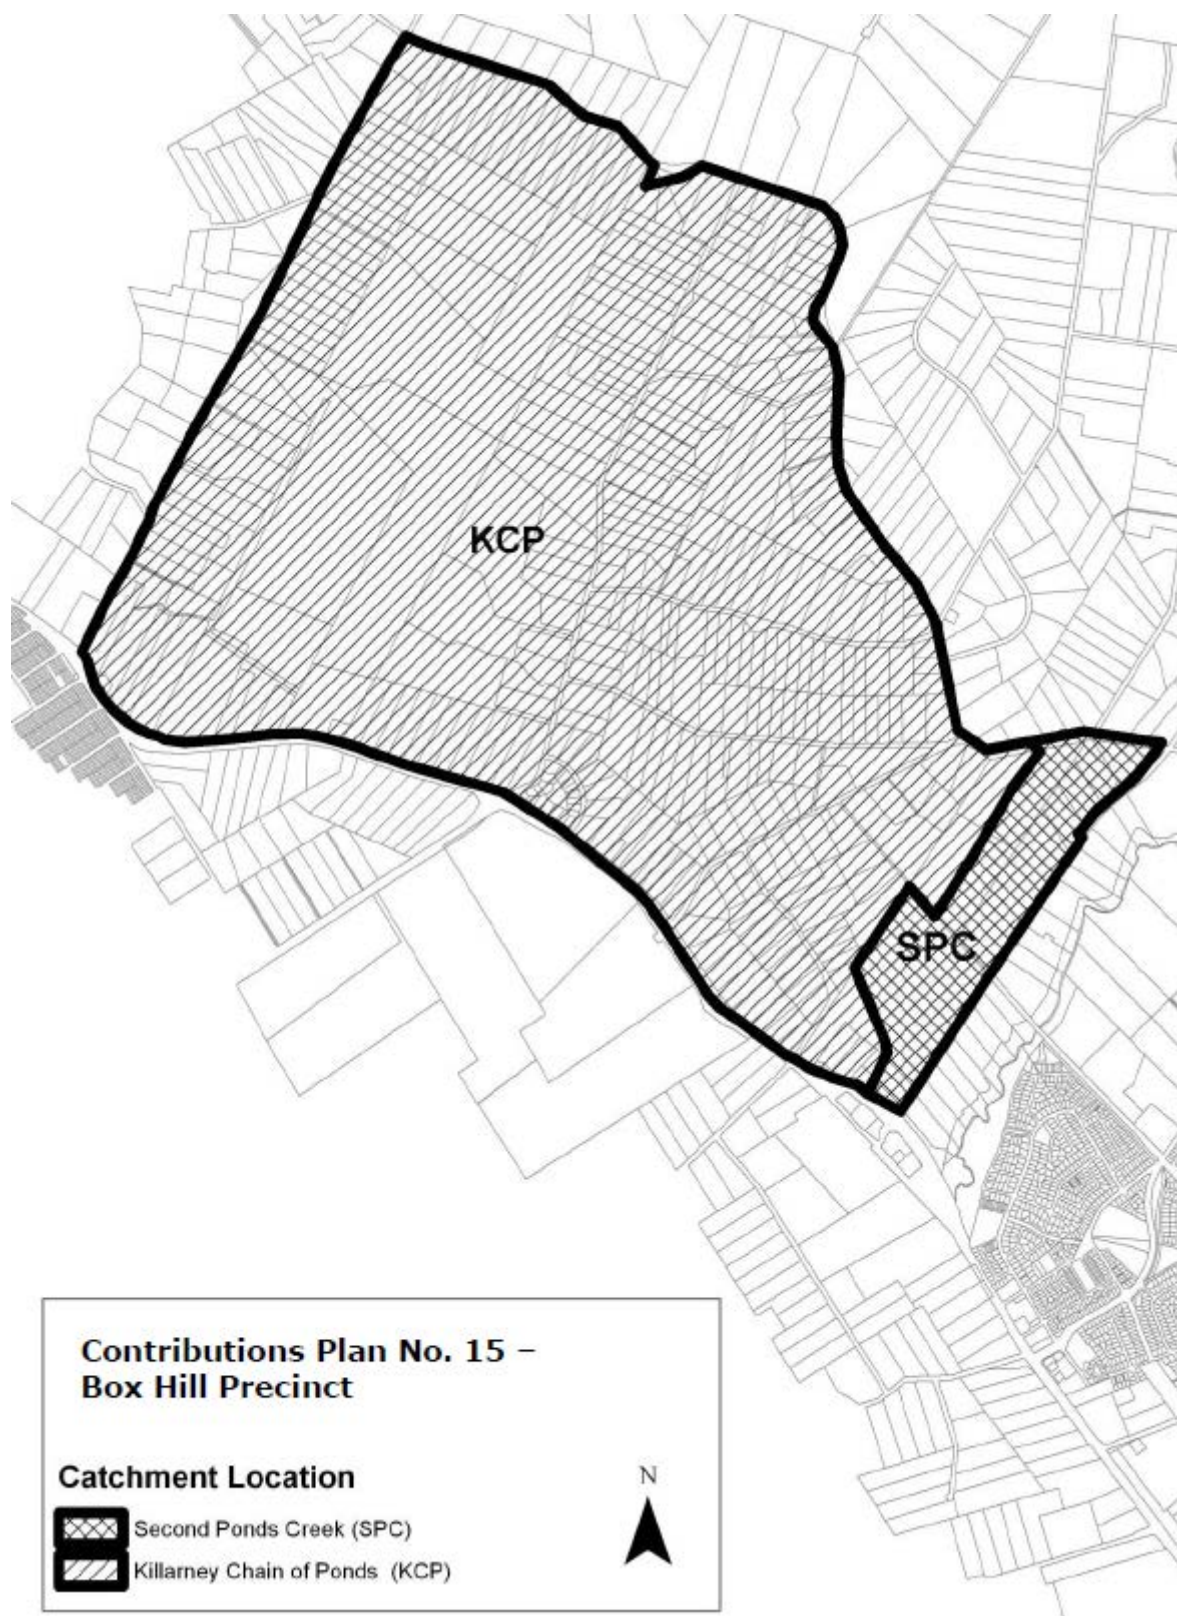 KCP
SPC
Contributions Plan No. 15 –
Box Hill Precinct
Catchment Location
N
Second Ponds Creek (SPC)
Killarney Chain of Ponds (KCP)